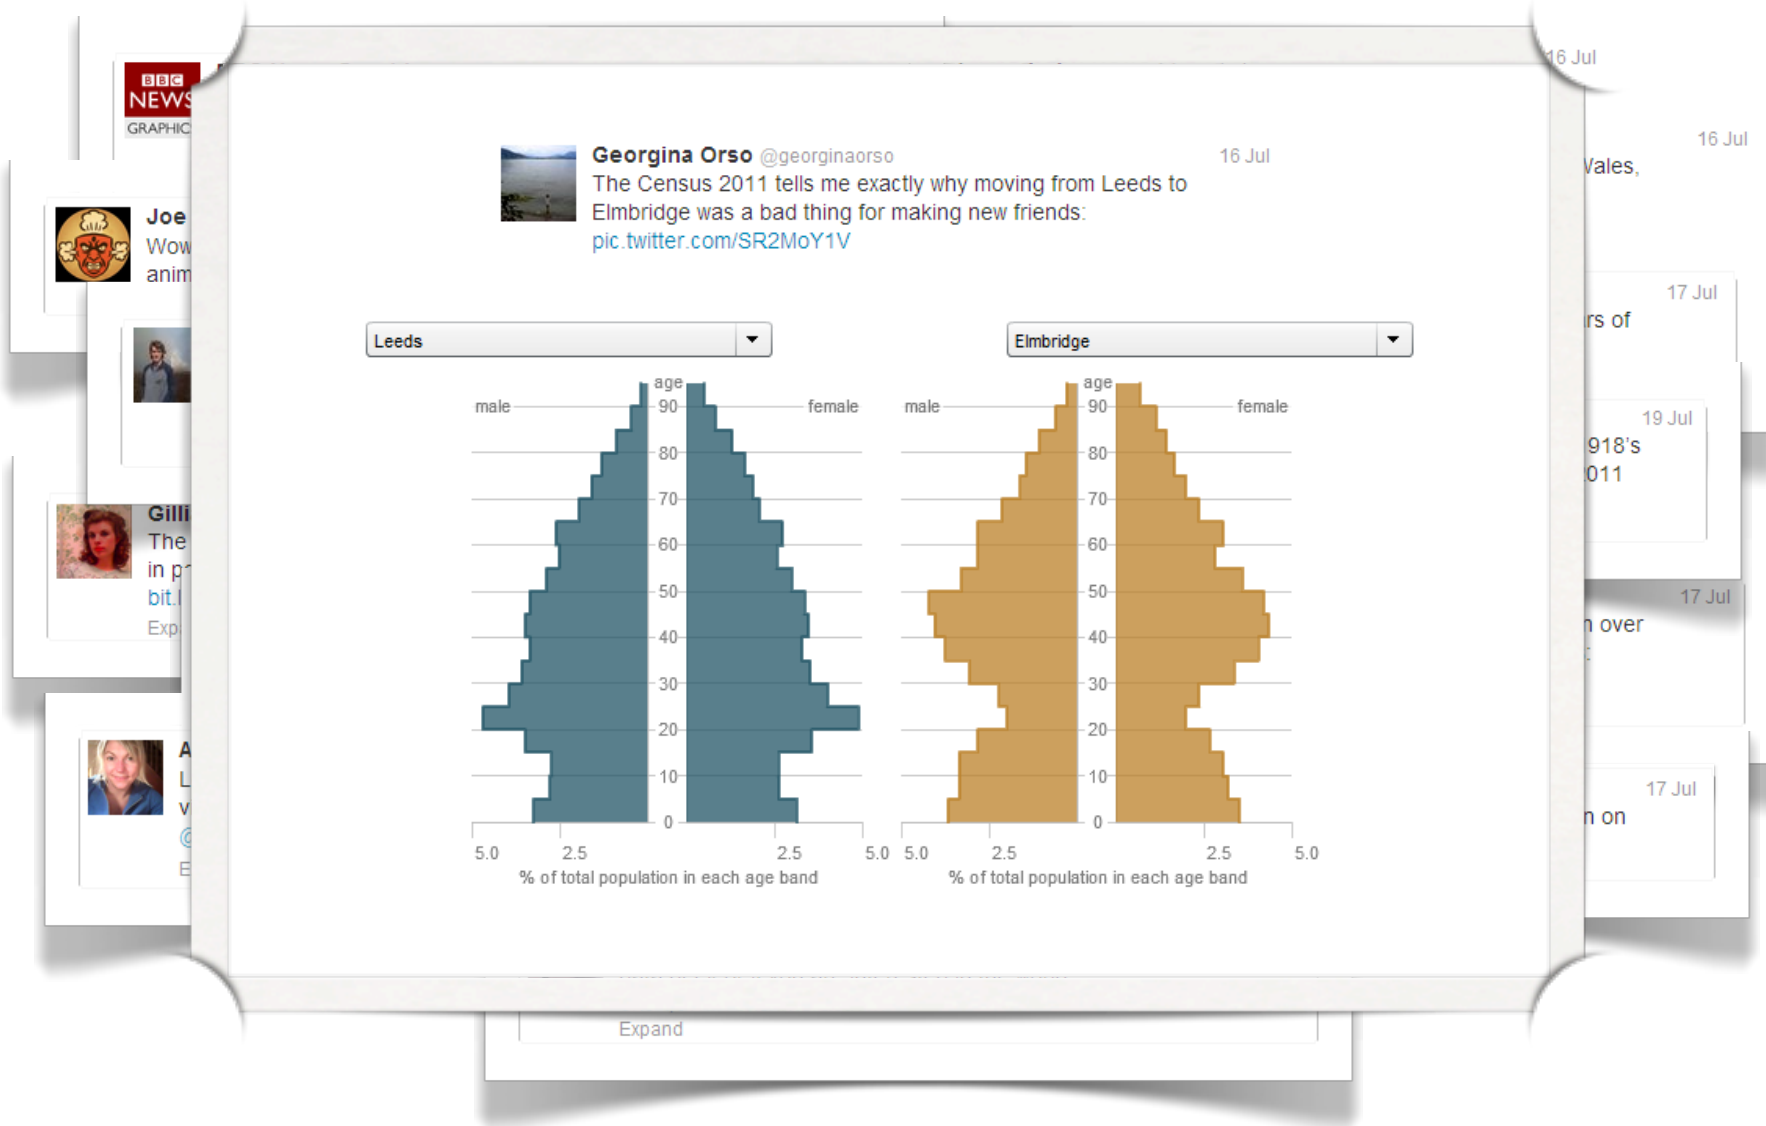 BBC
NEWS
GRAPHIC
16 Jul
16 Jul
Georgina Orso @georginaorso
16 Jul
The Census 2011 tells me exactly why moving from Leeds to
Elmbridge was a bad thing for making new friends:
pic.twitter.com/SR2MoY1V
Wales,
Joe
Wow
anim
17 Jul
rs of
Leeds
Elmbridge
male
age
female
male
age
female
90
80
70
60
50
40
30
20
10
0
90
80
70
60
50
40
30
20
10
0
5.0
2.5
2.5
5.0
5.0
2.5
2.5
5.0
% of total population in each age band
% of total population in each age band
19 Jul
918's
2011
Gilli
The
in pr
bit.l
Exp
17 Jul
n over
A
L
v
@
E
17 Jul
n on
Expand